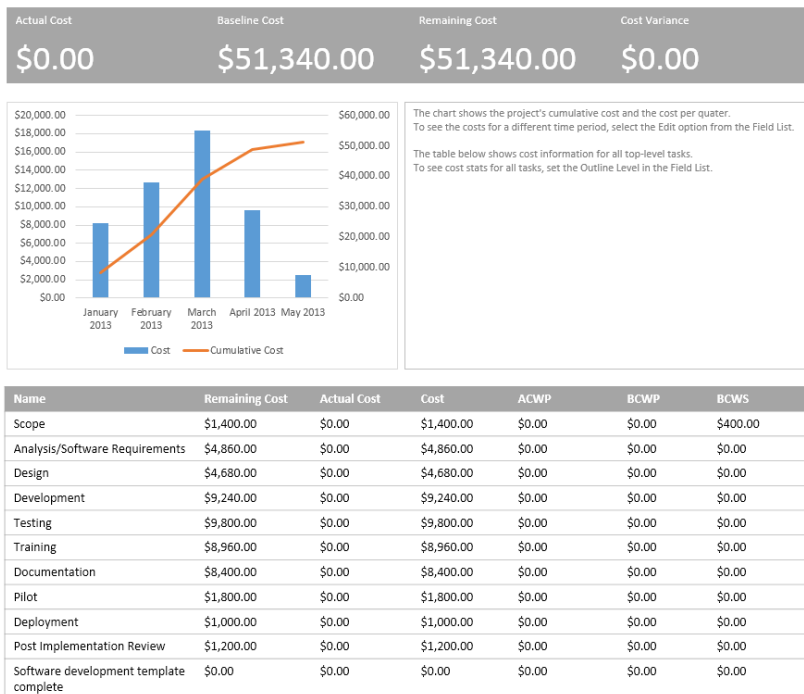 Actual Cost Baseline Cost Remaining Cost Cost Variance
$0.00 $51,340.00 $51,340.00 $0.00
$20,000.00
$18,000.00
$16,000.00
$14,000.00
$12,000.00
$10,000.00
$8,000.00
$6,000.00
$4,000.00
$2,000.00
$0.00
$60,000.00
$50,000.00
$40,000.00
$30,000.00
$20,000.00
$10,000.00
$0.00
January 2013
February 2013
March 2013
April 2013
May 2013
Cost Cumulative Cost
The chart shows the project's cumulative cost and the cost per quater.
To see the costs for a different time period, select the Edit option from the Field List.
The table below shows cost information for all top-level tasks.
To see cost stats for all tasks, set the Outline Level in the Field List.
Name Remaining Cost Actual Cost Cost ACWP BCWP BCWS
Scope $1,400.00 $0.00 $1,400.00 $0.00 $0.00 $400.00
Analysis/Software Requirements $4,860.00 $0.00 $4,860.00 $0.00 $0.00 $0.00
Design $4,680.00 $0.00 $4,680.00 $0.00 $0.00 $0.00
Development $9,240.00 $0.00 $9,240.00 $0.00 $0.00 $0.00
Testing $9,800.00 $0.00 $9,800.00 $0.00 $0.00 $0.00
Training $8,960.00 $0.00 $8,960.00 $0.00 $0.00 $0.00
Documentation $8,400.00 $0.00 $8,400.00 $0.00 $0.00 $0.00
Pilot $1,800.00 $0.00 $1,800.00 $0.00 $0.00 $0.00
Deployment $1,000.00 $0.00 $1,000.00 $0.00 $0.00 $0.00
Post Implementation Review $1,200.00 $0.00 $1,200.00 $0.00 $0.00 $0.00
Software development template $0.00 $0.00 $0.00 $0.00 $0.00 $0.00
complete